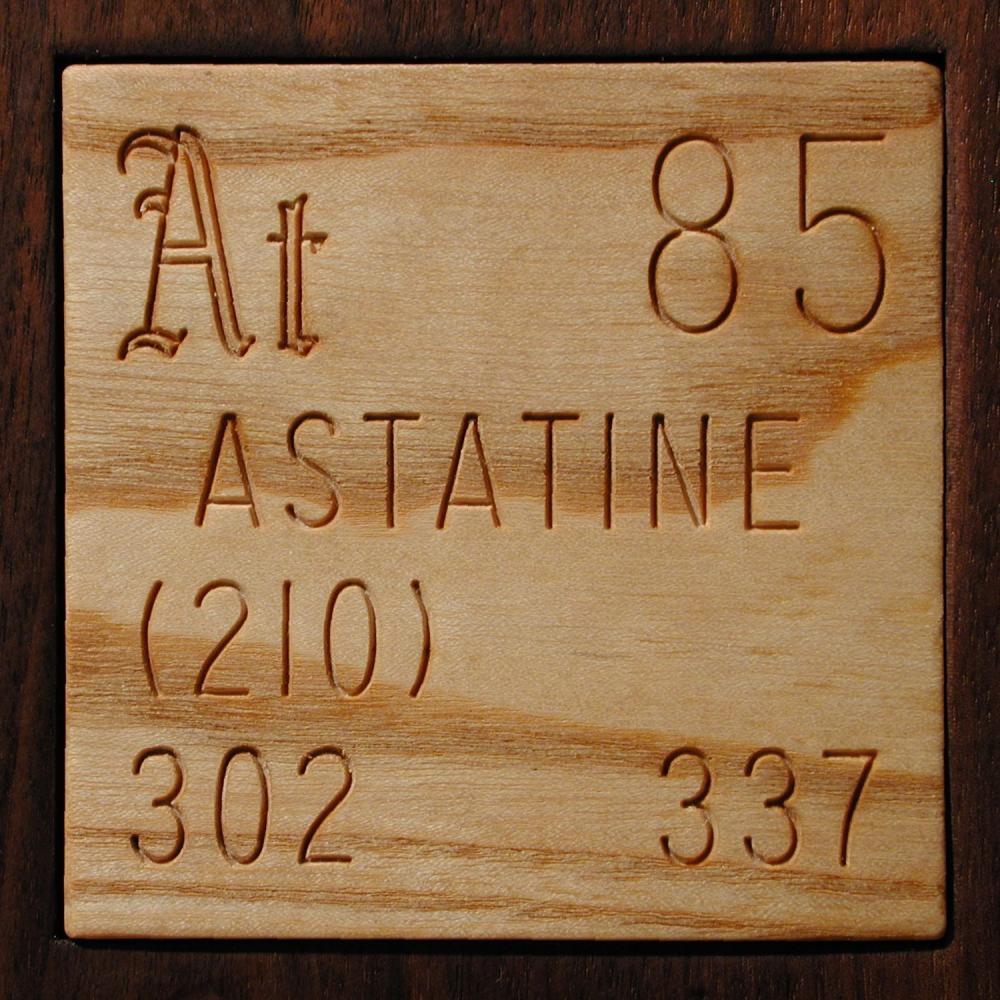 At 85
ASTATINE
(210)
302 337